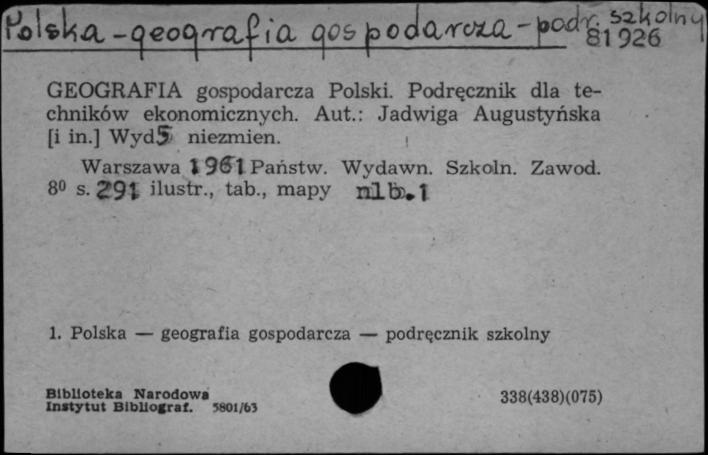 Polska-geografia gospodarcza-podr. szkolny
81926
GEOGRAFIA gospodarcza Polski. Podręcznik dla te-
chników ekonomicznych. Aut.: Jadwiga Augustyńska
[i in.] Wyd5 niezmien.
Warszawa 1961 Państw. Wydawn. Szkoln. Zawod.
8⁰ s. 291 ilustr., tab., mapy nlb.1
1. Polska — geografia gospodarcza — podręcznik szkolny
Biblioteka Narodowa
Instytut Bibliograf. 5801/63
338(438)(075)